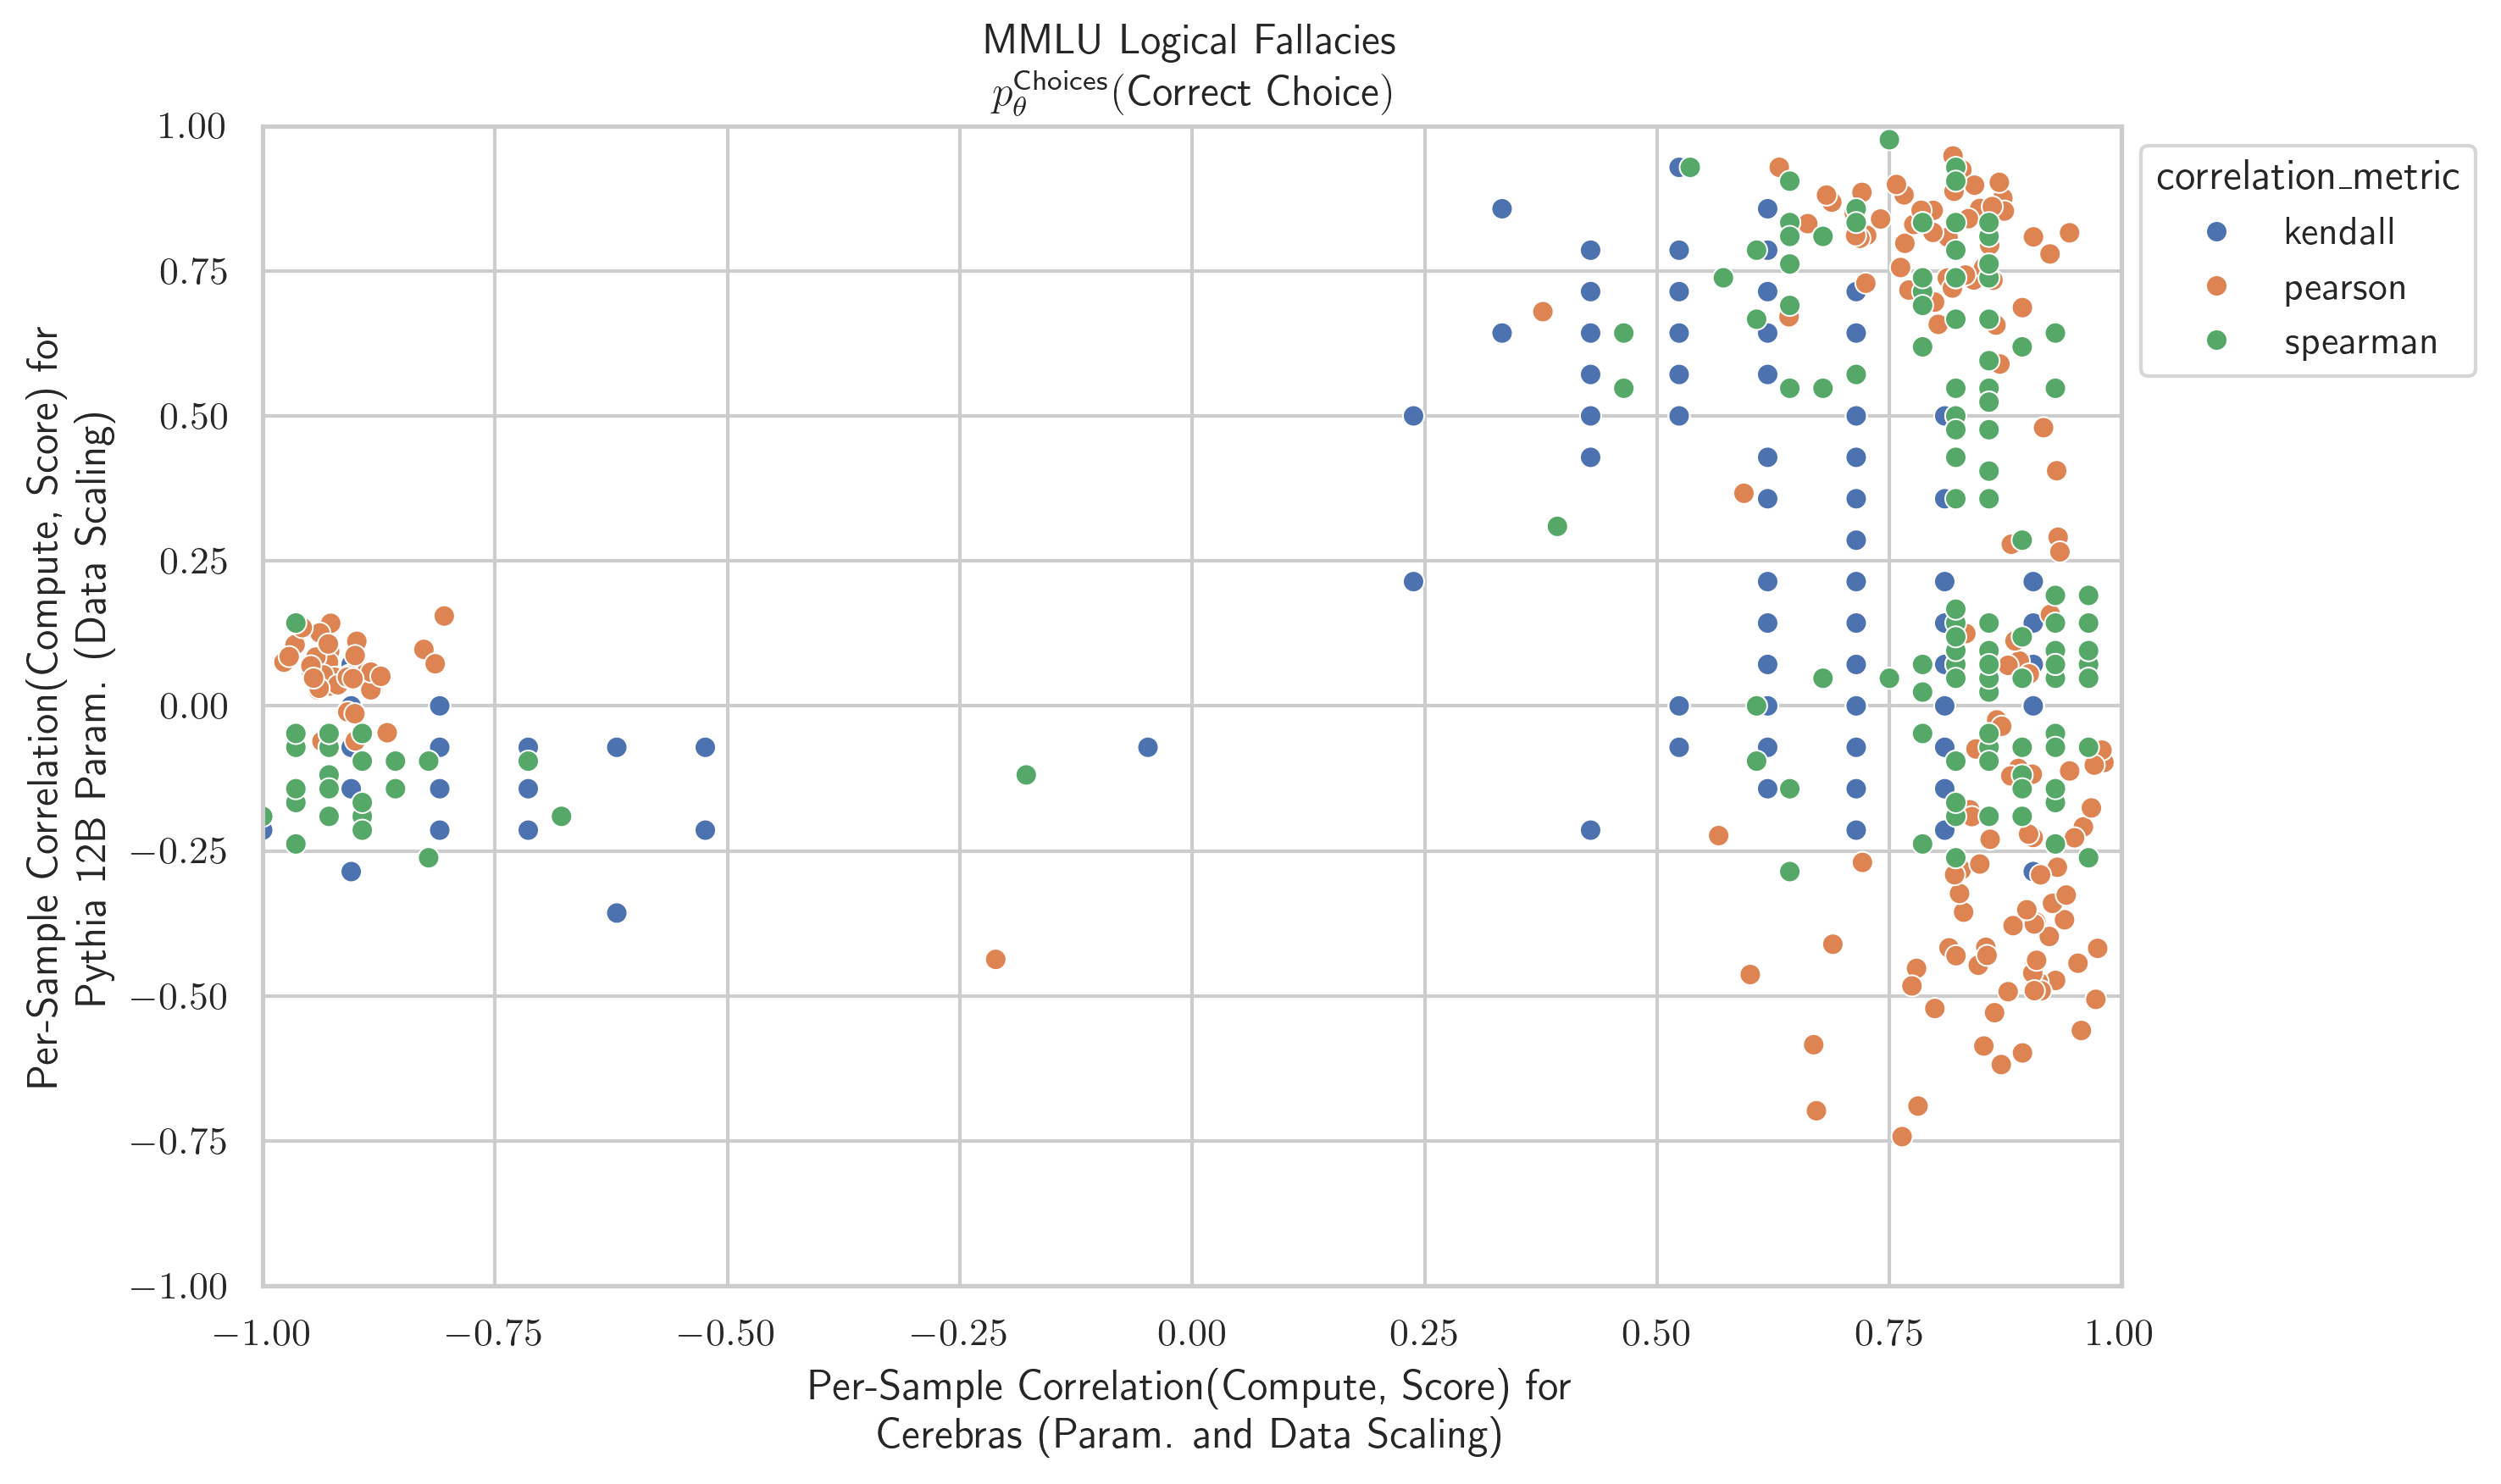 MMLU Logical Fallacies
p_θ^Choices(Correct Choice)
1.00
0.75
0.50
0.25
0.00
−0.25
−0.50
−0.75
−1.00
Per-Sample Correlation(Compute, Score) for
Pythia 12B Param. (Data Scaling)
correlation_metric
kendall
pearson
spearman
−1.00
−0.75
−0.50
−0.25
0.00
0.25
0.50
0.75
1.00
Per-Sample Correlation(Compute, Score) for
Cerebras (Param. and Data Scaling)